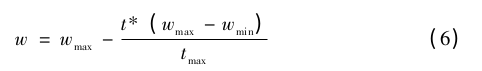 w = w_max - t* ( w_max - w_min ) / t_max (6)